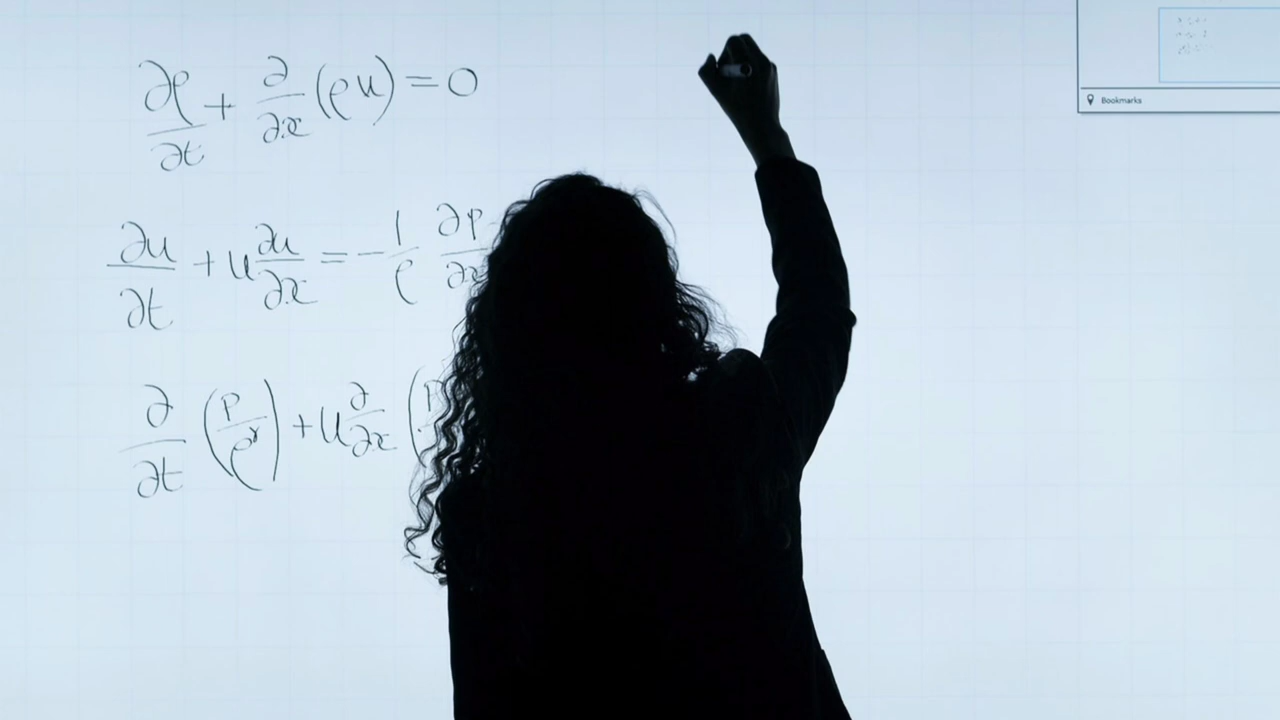 ∂ρ/∂t + ∂/∂x (ρu) = 0
∂u/∂t + u ∂u/∂x = - 1/ρ ∂p/∂x
∂/∂t (p/ρ^γ) + u ∂/∂x (p
Bookmarks